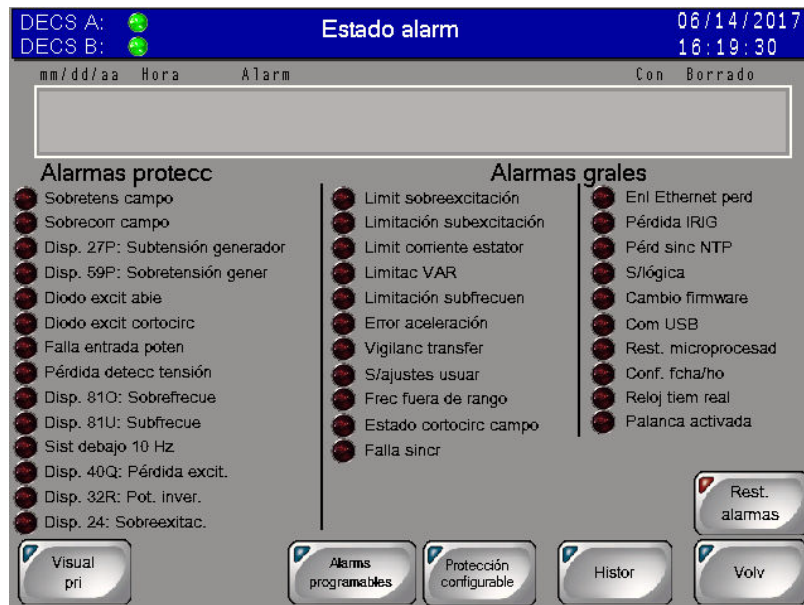 DECS A:
DECS B:
Estado alarm
06/14/2017
16:19:30
mm/dd/aa Hora Alarm Con Borrado
Alarmas protecc
Sobretens campo
Sobrecorr campo
Disp. 27P: Subtensión generador
Disp. 59P: Sobretensión gener
Diodo excit abie
Diodo excit cortocirc
Falla entrada poten
Pérdida detecc tensión
Disp. 81O: Sobrefrecue
Disp. 81U: Subfrecue
Sist debajo 10 Hz
Disp. 40Q: Pérdida excit.
Disp. 32R: Pot. inver.
Disp. 24: Sobreexitac.
Alarmas grales
Limit sobreexcitación
Limitación subexcitación
Limit corriente estator
Limitac VAR
Limitación subfrecuen
Error aceleración
Vigilanc transfer
S/ajustes usuar
Frec fuera de rango
Estado cortocirc campo
Falla sincr
Enl Ethernet perd
Pérdida IRIG
Pérd sinc NTP
S/lógica
Cambio firmware
Com USB
Rest. microprocesad
Conf. fcha/ho
Reloj tiem real
Palanca activada
Rest.
alarmas
Visual
pri
Alarms
programables
Protección
configurable
Histor
Volv